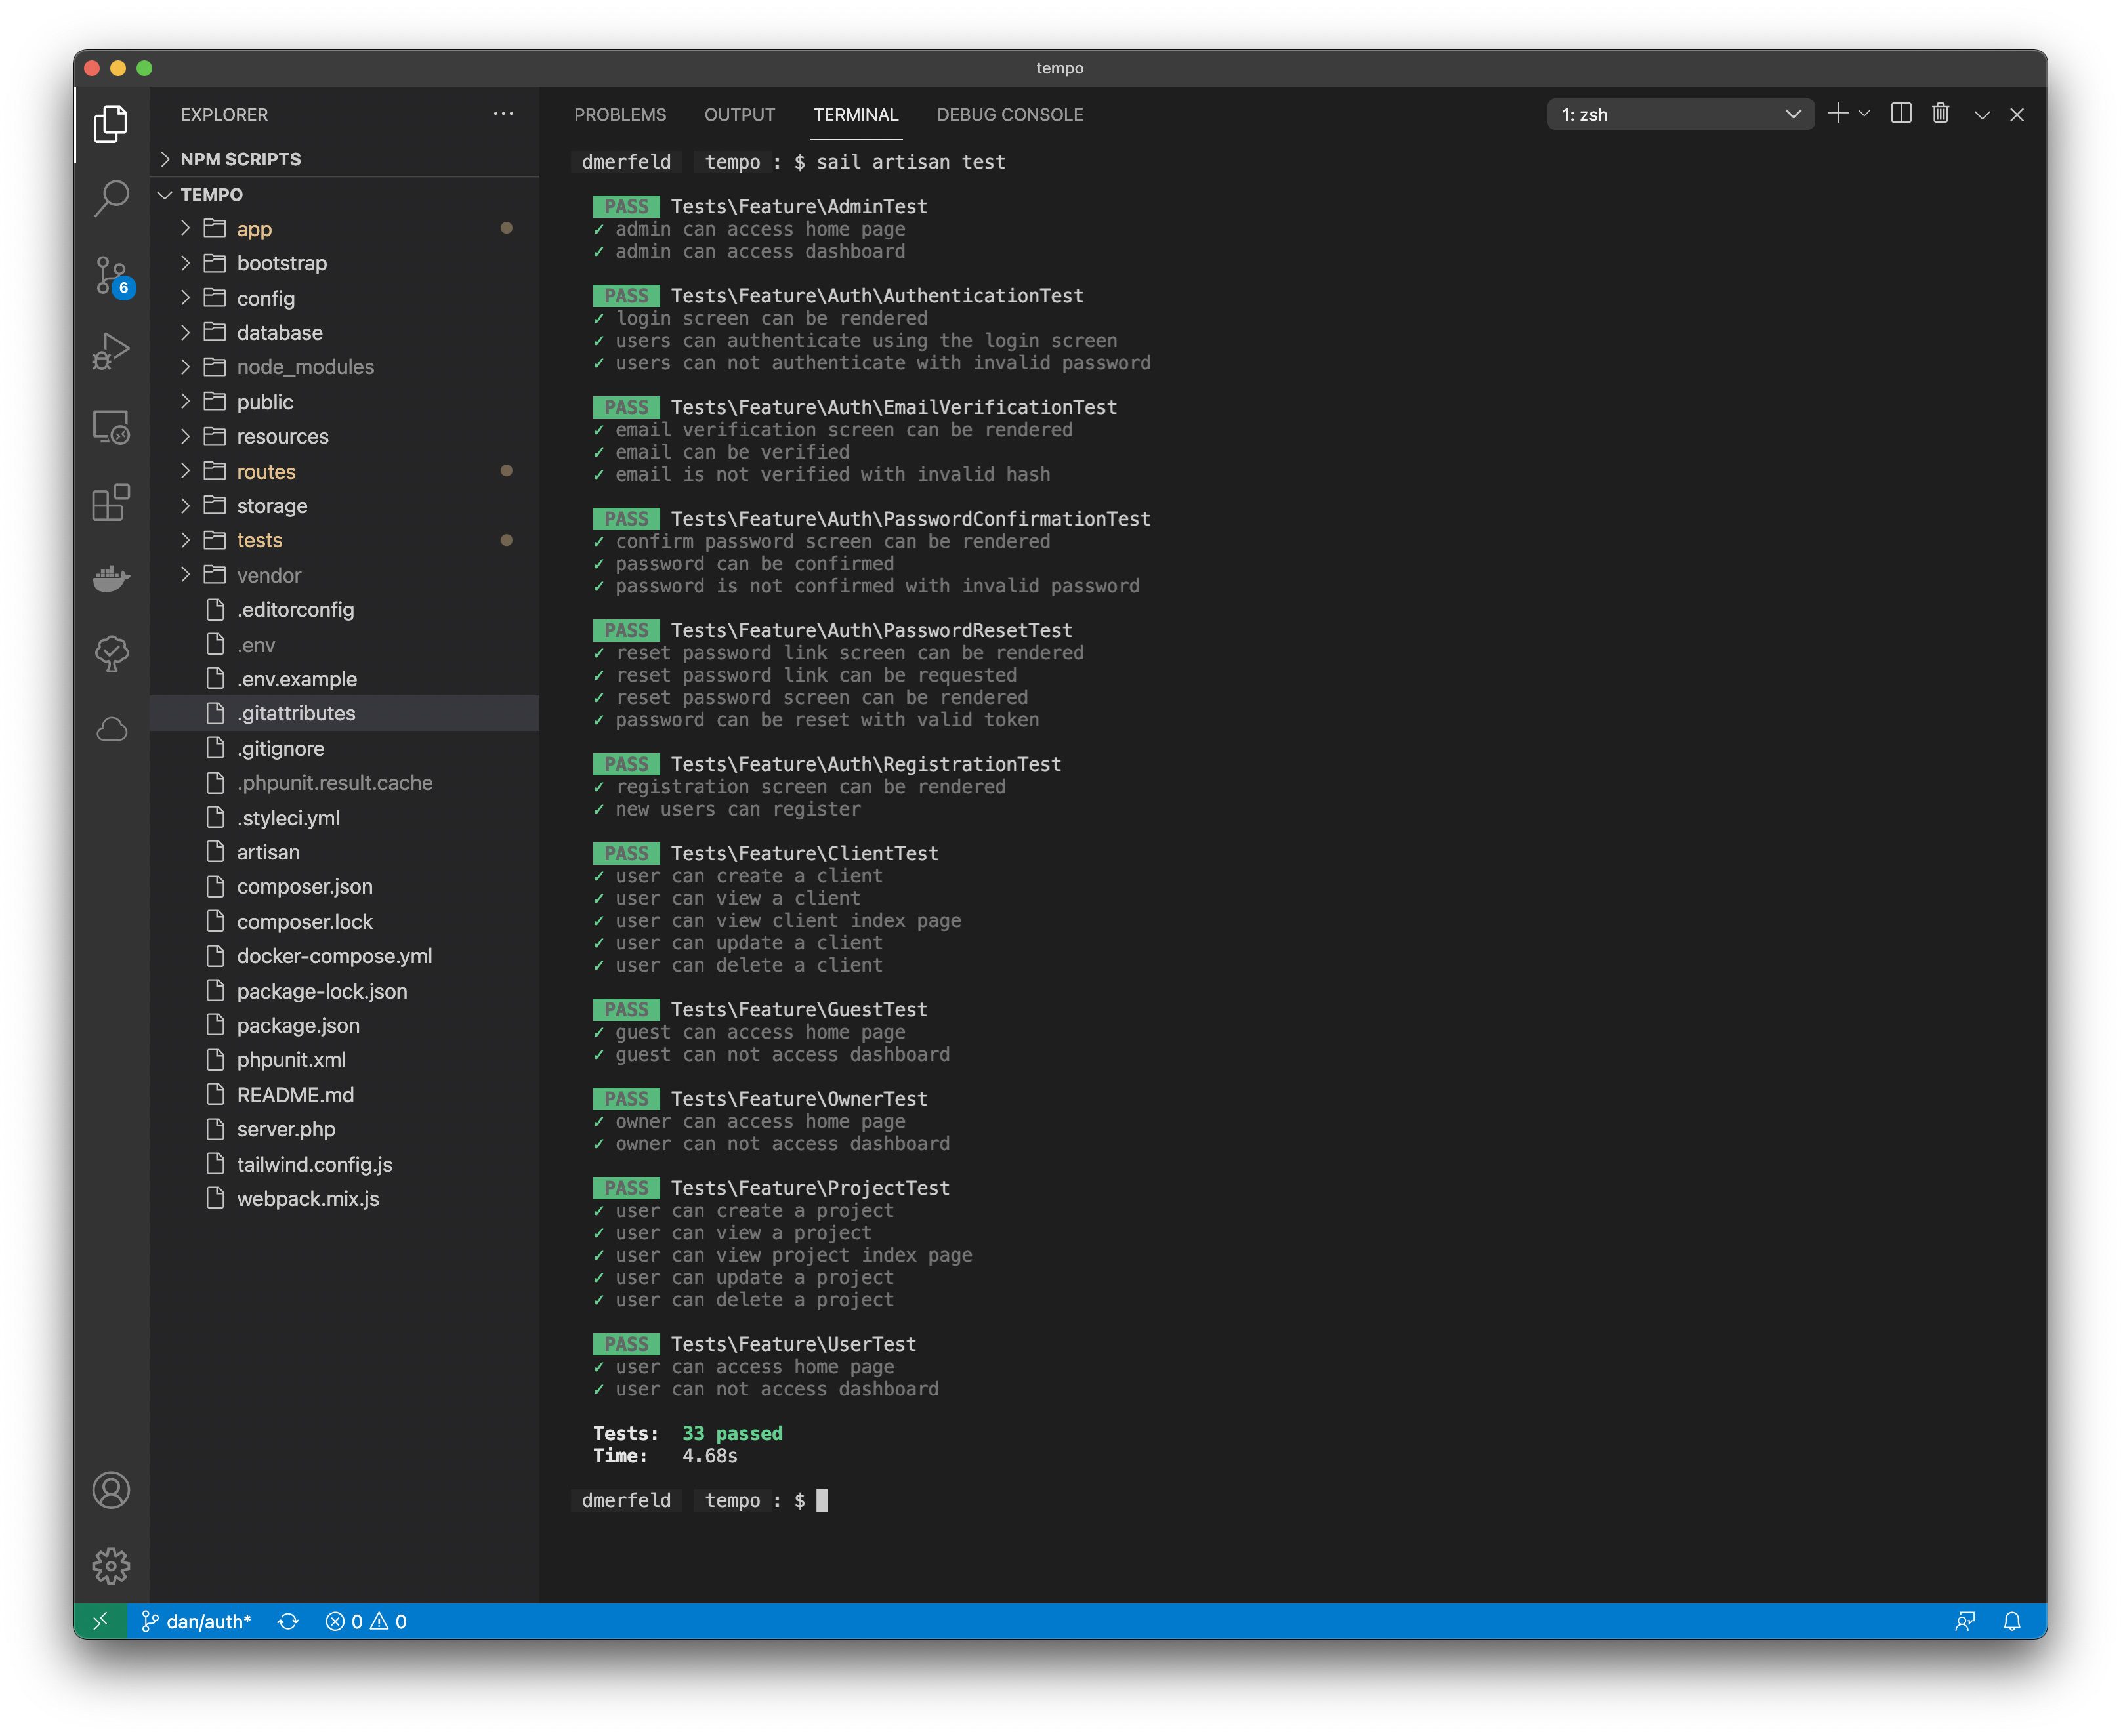 tempo
EXPLORER
NPM SCRIPTS
TEMPO
app
bootstrap
config
database
node_modules
public
resources
routes
storage
tests
vendor
.editorconfig
.env
.env.example
.gitattributes
.gitignore
.phpunit.result.cache
.styleci.yml
artisan
composer.json
composer.lock
docker-compose.yml
package-lock.json
package.json
phpunit.xml
README.md
server.php
tailwind.config.js
webpack.mix.js
6
PROBLEMS OUTPUT TERMINAL DEBUG CONSOLE 1: zsh
dmerfeld tempo : $ sail artisan test
PASS Tests\Feature\AdminTest
✓ admin can access home page
✓ admin can access dashboard
PASS Tests\Feature\Auth\AuthenticationTest
✓ login screen can be rendered
✓ users can authenticate using the login screen
✓ users can not authenticate with invalid password
PASS Tests\Feature\Auth\EmailVerificationTest
✓ email verification screen can be rendered
✓ email can be verified
✓ email is not verified with invalid hash
PASS Tests\Feature\Auth\PasswordConfirmationTest
✓ confirm password screen can be rendered
✓ password can be confirmed
✓ password is not confirmed with invalid password
PASS Tests\Feature\Auth\PasswordResetTest
✓ reset password link screen can be rendered
✓ reset password link can be requested
✓ reset password screen can be rendered
✓ password can be reset with valid token
PASS Tests\Feature\Auth\RegistrationTest
✓ registration screen can be rendered
✓ new users can register
PASS Tests\Feature\ClientTest
✓ user can create a client
✓ user can view a client
✓ user can view client index page
✓ user can update a client
✓ user can delete a client
PASS Tests\Feature\GuestTest
✓ guest can access home page
✓ guest can not access dashboard
PASS Tests\Feature\OwnerTest
✓ owner can access home page
✓ owner can not access dashboard
PASS Tests\Feature\ProjectTest
✓ user can create a project
✓ user can view a project
✓ user can view project index page
✓ user can update a project
✓ user can delete a project
PASS Tests\Feature\UserTest
✓ user can access home page
✓ user can not access dashboard
Tests: 33 passed
Time: 4.68s
dmerfeld tempo : $
dan/auth* 0 0